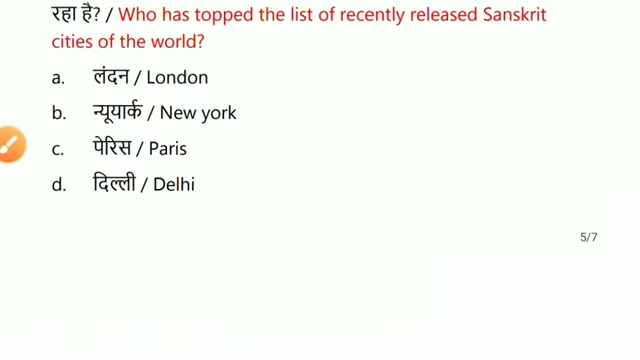 रहा है? / Who has topped the list of recently released Sanskrit
cities of the world?
a. लंदन / London
b. न्यूयार्क / New york
c. पेरिस / Paris
d. दिल्ली / Delhi
5/7